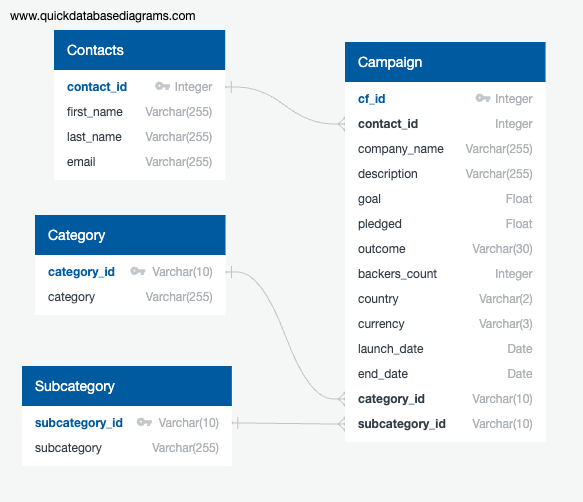 www.quickdatabasediagrams.com
Contacts
contact_id Integer
first_name Varchar(255)
last_name Varchar(255)
email Varchar(255)
Category
category_id Varchar(10)
category Varchar(255)
Subcategory
subcategory_id Varchar(10)
subcategory Varchar(255)
Campaign
cf_id Integer
contact_id Integer
company_name Varchar(255)
description Varchar(255)
goal Float
pledged Float
outcome Varchar(30)
backers_count Integer
country Varchar(2)
currency Varchar(3)
launch_date Date
end_date Date
category_id Varchar(10)
subcategory_id Varchar(10)